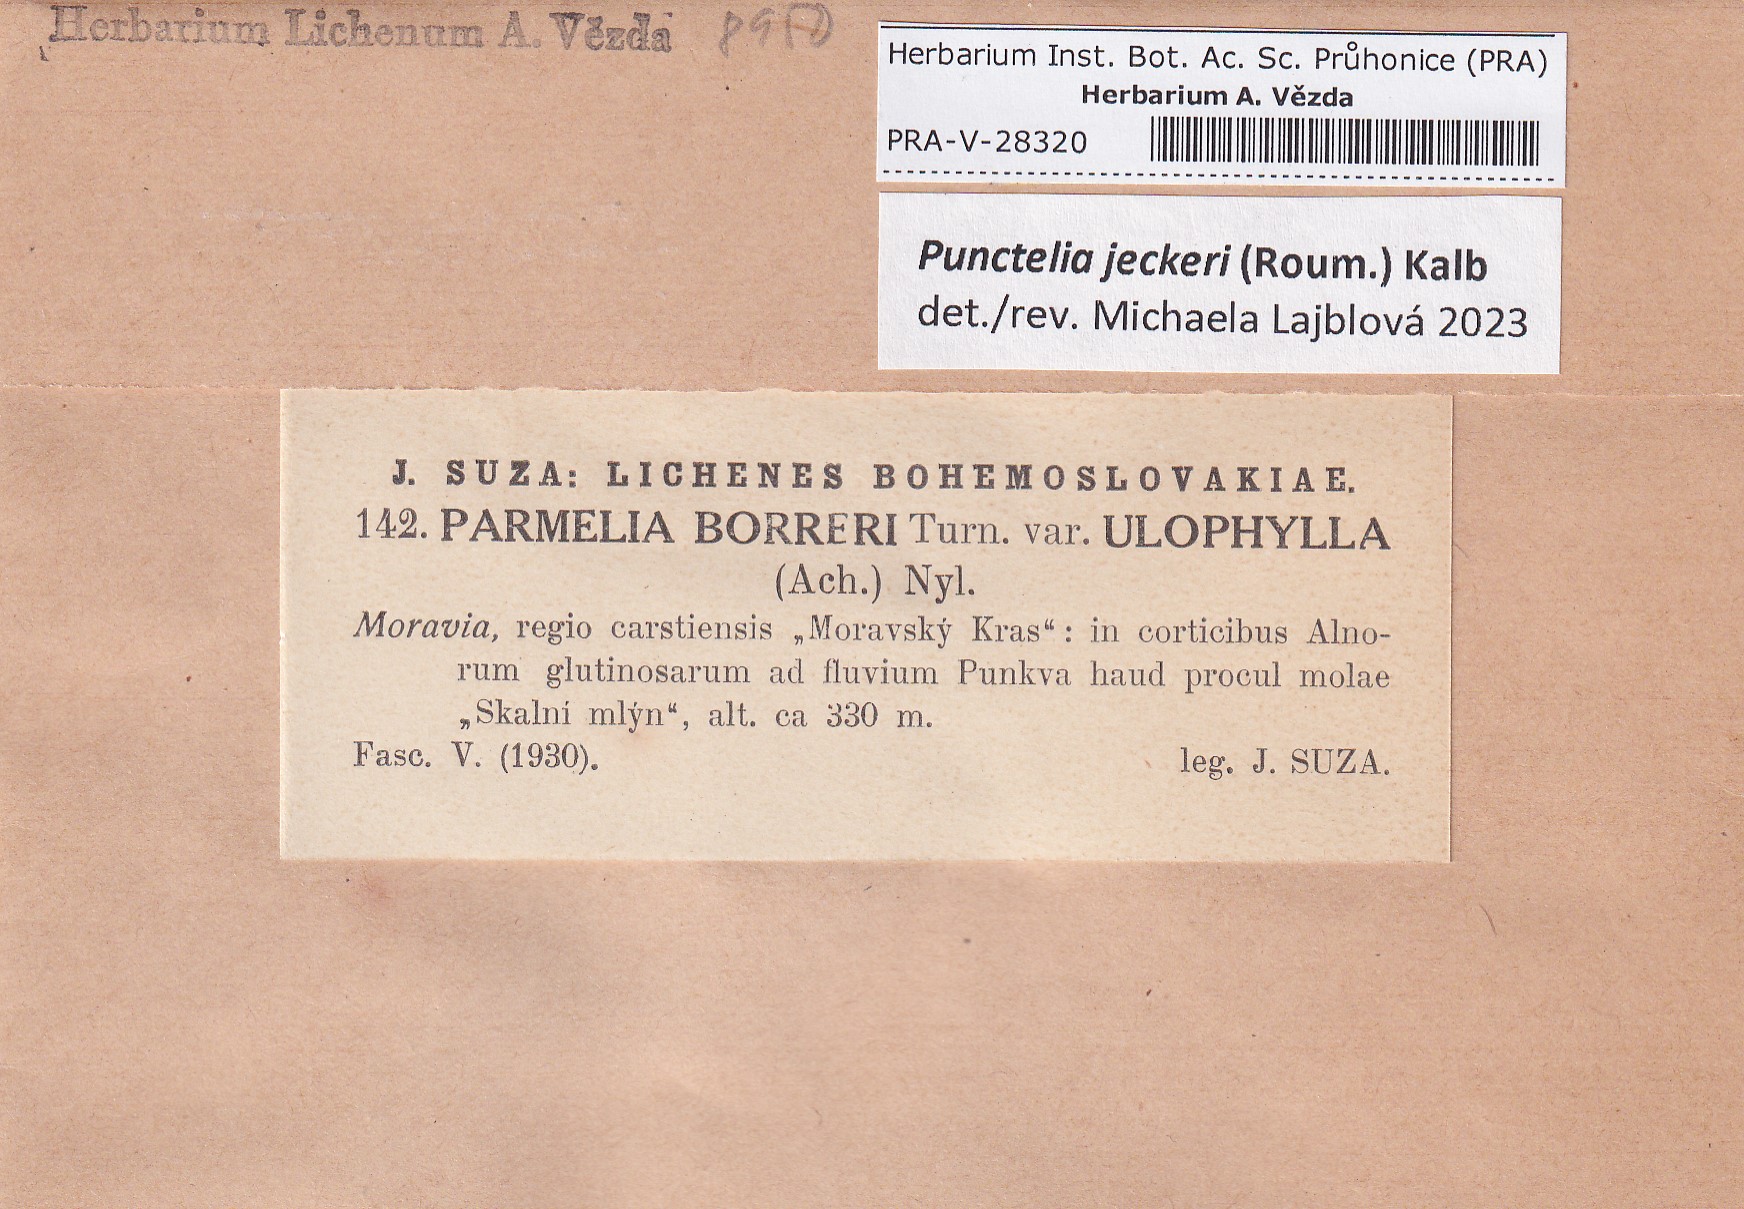 Herbarium Lichenum A. Vězda
Herbarium Inst. Bot. Ac. Sc. Průhonice (PRA)
Herbarium A. Vězda
PRA-V-28320
Punctelia jeckeri (Roum.) Kalb
det./rev. Michaela Lajblová 2023
J. SUZA: LICHENES BOHEMOSLOVAKIAE.
142. PARMELIA BORRERI Turn. var. ULOPHYLLA
(Ach.) Nyl.
Moravia, regio carstiensis „Moravský Kras“: in corticibus Alno-
rum glutinosarum ad fluvium Punkva haud procul molae
„Skalní mlýn“, alt. ca 330 m.
Fasc. V. (1930). leg. J. SUZA.